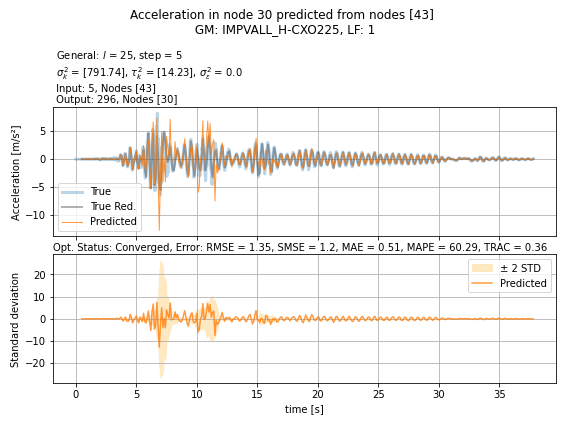 Acceleration in node 30 predicted from nodes [43]
GM: IMPVALL_H-CXO225, LF: 1
General: l = 25, step = 5
σ²ₖ = [791.74], τ²ₖ = [14.23], σ²ₑ = 0.0
Input: 5, Nodes [43]
Output: 296, Nodes [30]
Acceleration [m/s²]
5
0
−5
−10
True
True Red.
Predicted
Opt. Status: Converged, Error: RMSE = 1.35, SMSE = 1.2, MAE = 0.51, MAPE = 60.29, TRAC = 0.36
Standard deviation
20
10
0
−10
−20
± 2 STD
Predicted
0 5 10 15 20 25 30 35
time [s]